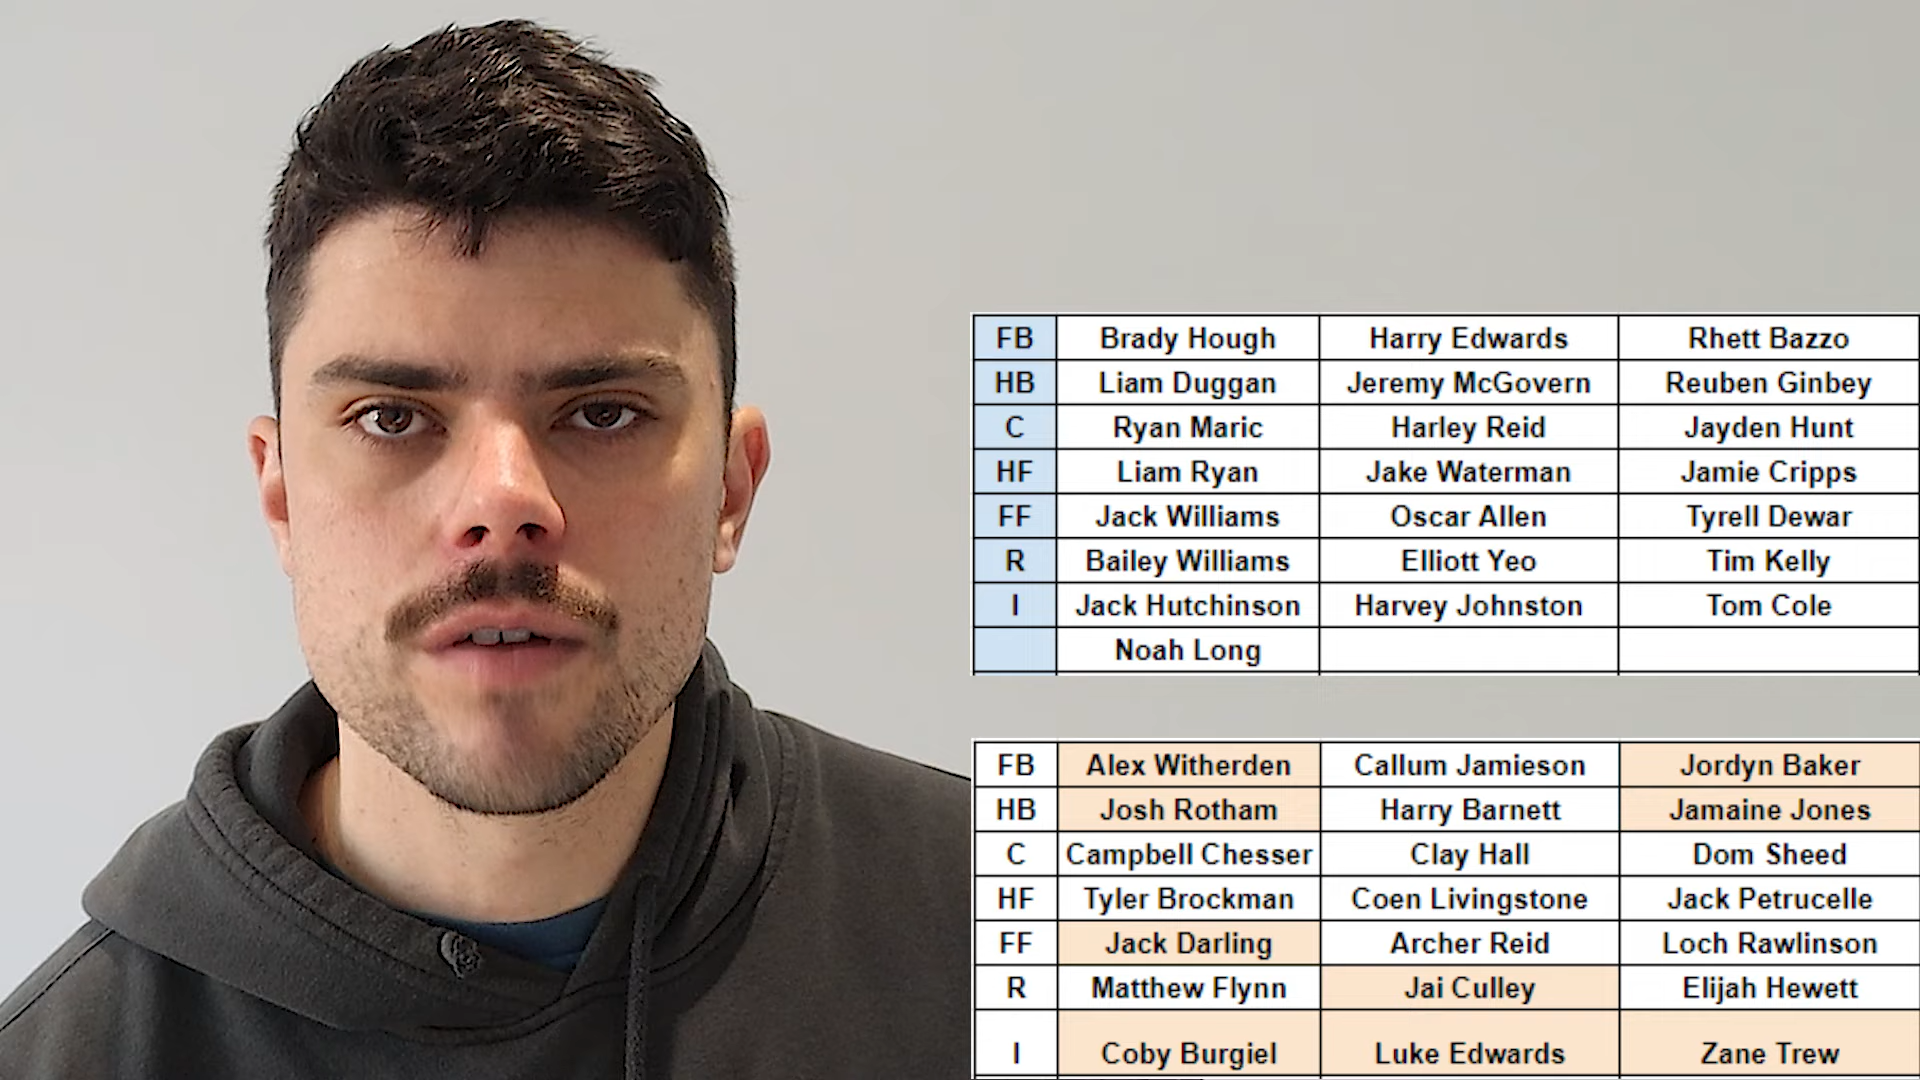 FB Brady Hough Harry Edwards Rhett Bazzo
HB Liam Duggan Jeremy McGovern Reuben Ginbey
C Ryan Maric Harley Reid Jayden Hunt
HF Liam Ryan Jake Waterman Jamie Cripps
FF Jack Williams Oscar Allen Tyrell Dewar
R Bailey Williams Elliott Yeo Tim Kelly
I Jack Hutchinson Harvey Johnston Tom Cole
Noah Long
FB Alex Witherden Callum Jamieson Jordyn Baker
HB Josh Rotham Harry Barnett Jamaine Jones
C Campbell Chesser Clay Hall Dom Sheed
HF Tyler Brockman Coen Livingstone Jack Petrucelle
FF Jack Darling Archer Reid Loch Rawlinson
R Matthew Flynn Jai Culley Elijah Hewett
I Coby Burgiel Luke Edwards Zane Trew